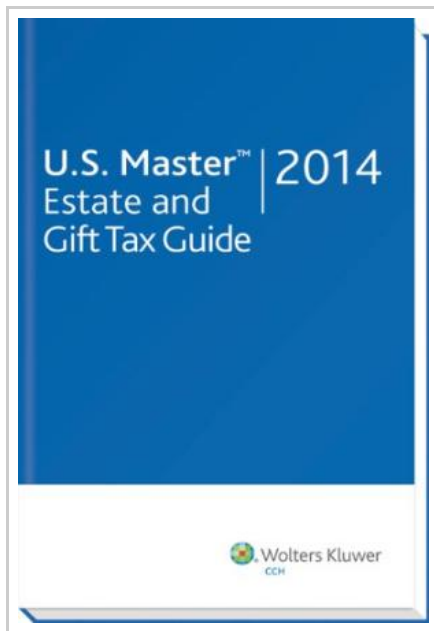 U.S. Master™ | 2014
Estate and
Gift Tax Guide
Wolters Kluwer
CCH